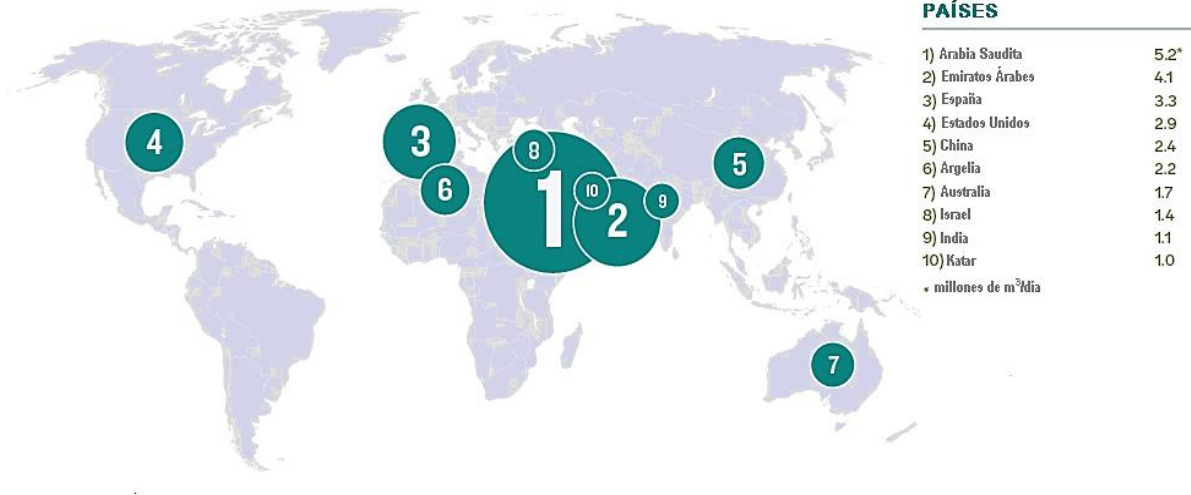 PAÍSES
1) Arabia Saudita 5.2*
2) Emiratos Árabes 4.1
3) España 3.3
4) Estados Unidos 2.9
5) China 2.4
6) Argelia 2.2
7) Australia 1.7
8) Israel 1.4
9) India 1.1
10) Katar 1.0
* millones de m³/día
4
3
8
5
6
1
10
9
2
7